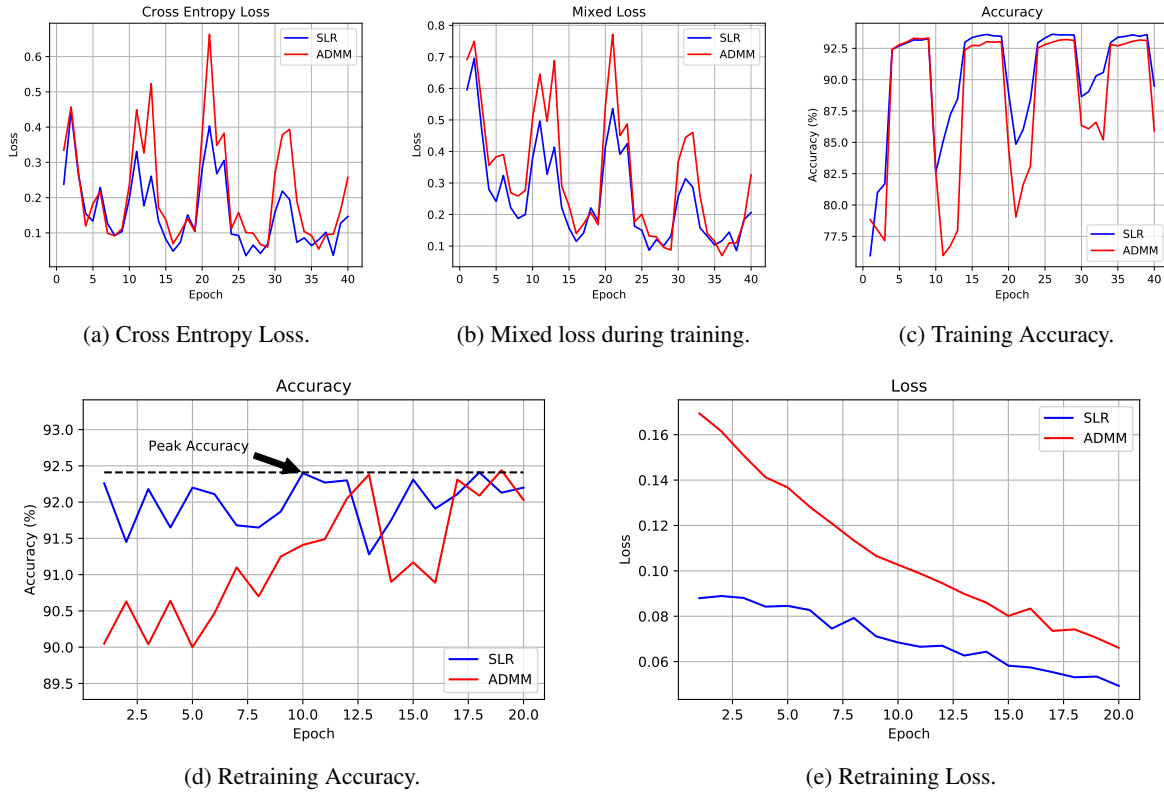 Cross Entropy Loss
Loss
0.6
0.5
0.4
0.3
0.2
0.1
0 5 10 15 20 25 30 35 40
Epoch
SLR
ADMM
(a) Cross Entropy Loss.
Mixed Loss
Loss
0.8
0.7
0.6
0.5
0.4
0.3
0.2
0.1
0 5 10 15 20 25 30 35 40
Epoch
SLR
ADMM
(b) Mixed loss during training.
Accuracy
Accuracy (%)
92.5
90.0
87.5
85.0
82.5
80.0
77.5
0 5 10 15 20 25 30 35 40
Epoch
SLR
ADMM
(c) Training Accuracy.
Accuracy
Accuracy (%)
93.0
92.5
92.0
91.5
91.0
90.5
90.0
89.5
Peak Accuracy
2.5 5.0 7.5 10.0 12.5 15.0 17.5 20.0
Epoch
SLR
ADMM
(d) Retraining Accuracy.
Loss
Loss
0.16
0.14
0.12
0.10
0.08
0.06
2.5 5.0 7.5 10.0 12.5 15.0 17.5 20.0
Epoch
SLR
ADMM
(e) Retraining Loss.